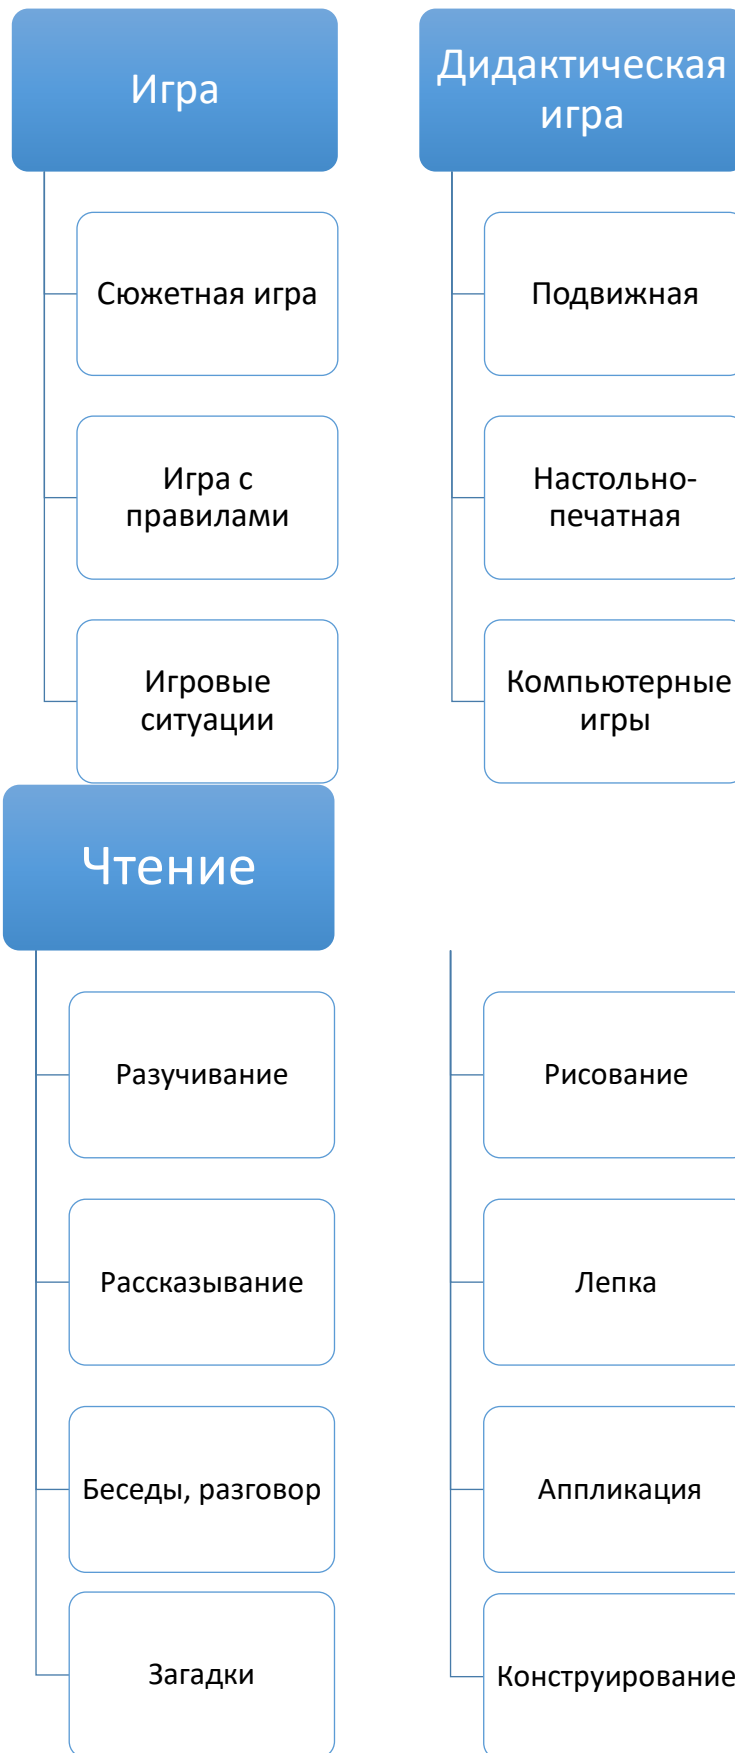 Игра
Сюжетная игра
Игра с
правилами
Игровые
ситуации
Дидактическая
игра
Подвижная
Настольно-
печатная
Компьютерные
игры
Чтение
Разучивание
Рассказывание
Беседы, разговор
Загадки
Рисование
Лепка
Аппликация
Конструирование